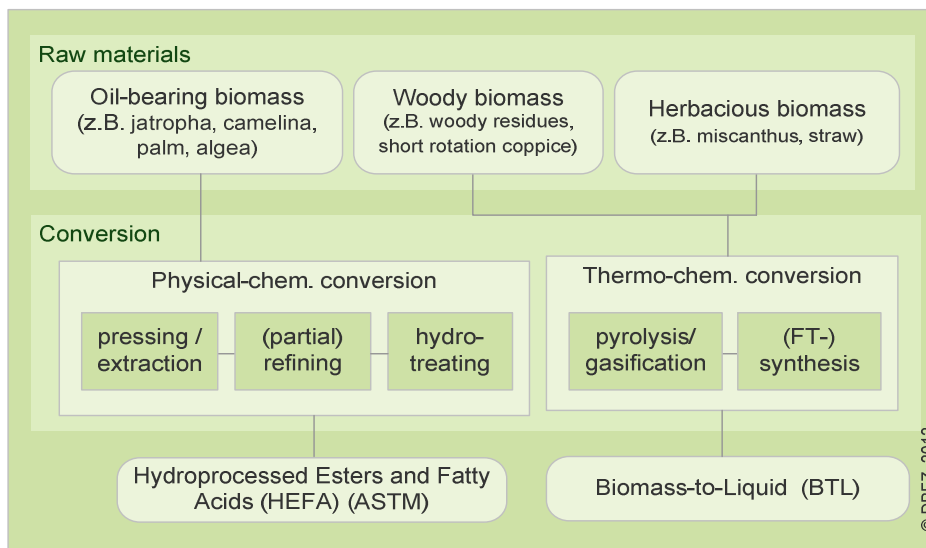 Raw materials
Oil-bearing biomass
(z.B. jatropha, camelina,
palm, algea)
Woody biomass
(z.B. woody residues,
short rotation coppice)
Herbacious biomass
(z.B. miscanthus, straw)
Conversion
Physical-chem. conversion
pressing /
extraction
(partial)
refining
hydro-
treating
Thermo-chem. conversion
pyrolysis/
gasification
(FT-)
synthesis
Hydroprocessed Esters and Fatty
Acids (HEFA) (ASTM)
Biomass-to-Liquid (BTL)
©